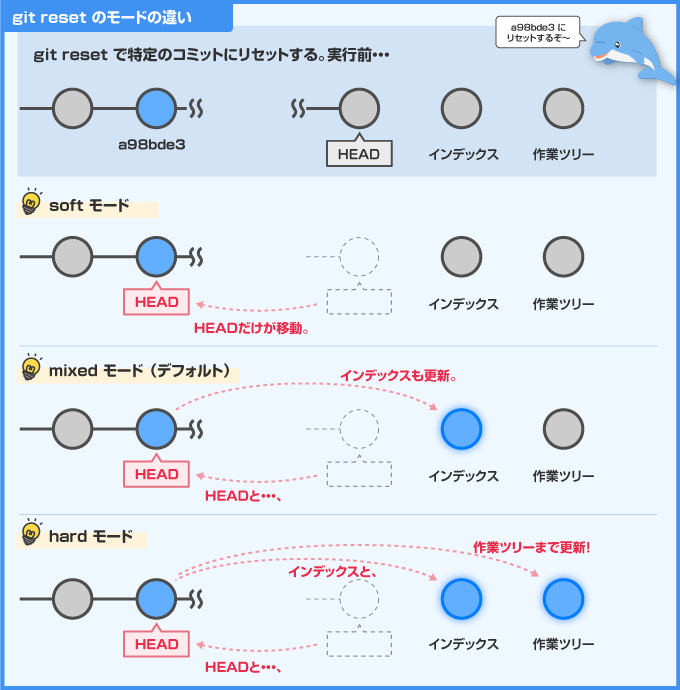 git reset のモードの違い
a98bde3 に
リセットするぞ～
git reset で特定のコミットにリセットする。実行前･･･
a98bde3
HEAD
インデックス
作業ツリー
soft モード
HEAD
インデックス
作業ツリー
HEADだけが移動。
mixed モード（デフォルト）
インデックスも更新。
HEAD
インデックス
作業ツリー
HEADと･･･、
hard モード
作業ツリーまで更新!
インデックスと、
HEAD
インデックス
作業ツリー
HEADと･･･、